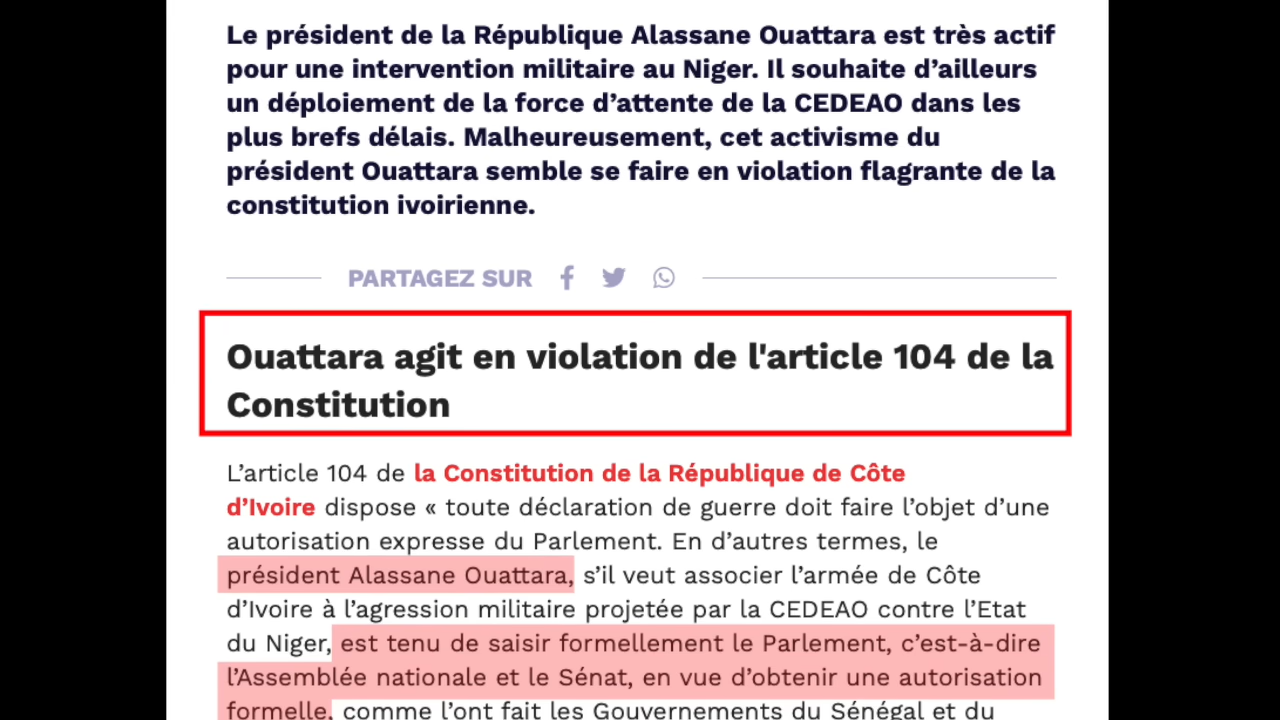 Le président de la République Alassane Ouattara est très actif
pour une intervention militaire au Niger. Il souhaite d’ailleurs
un déploiement de la force d’attente de la CEDEAO dans les
plus brefs délais. Malheureusement, cet activisme du
président Ouattara semble se faire en violation flagrante de la
constitution ivoirienne.
PARTAGEZ SUR
Ouattara agit en violation de l'article 104 de la
Constitution
L’article 104 de la Constitution de la République de Côte
d’Ivoire dispose « toute déclaration de guerre doit faire l’objet d’une
autorisation expresse du Parlement. En d’autres termes, le
président Alassane Ouattara, s’il veut associer l’armée de Côte
d’Ivoire à l’agression militaire projetée par la CEDEAO contre l’Etat
du Niger, est tenu de saisir formellement le Parlement, c’est-à-dire
l’Assemblée nationale et le Sénat, en vue d’obtenir une autorisation
formelle, comme l’ont fait les Gouvernements du Sénégal et du